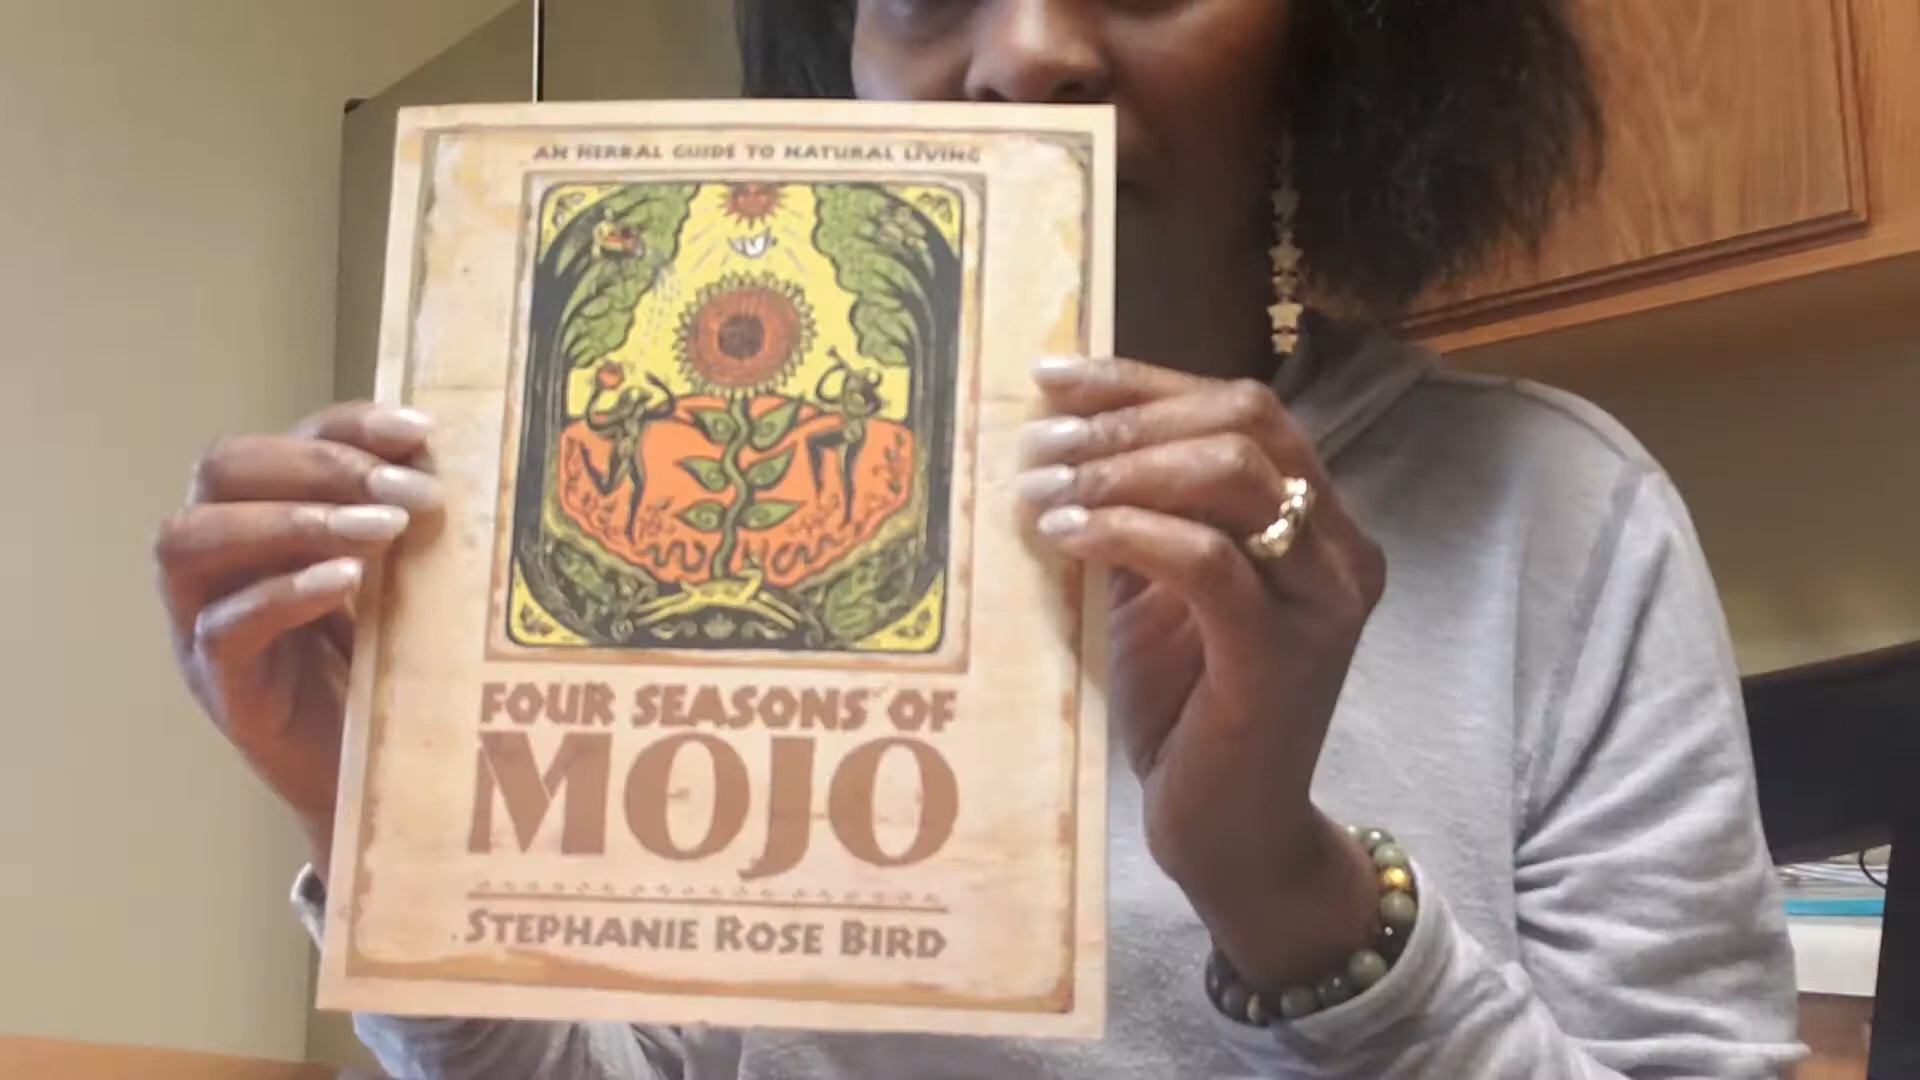 AN HERBAL GUIDE TO NATURAL LIVING
FOUR SEASONS OF
MOJO
STEPHANIE ROSE BIRD